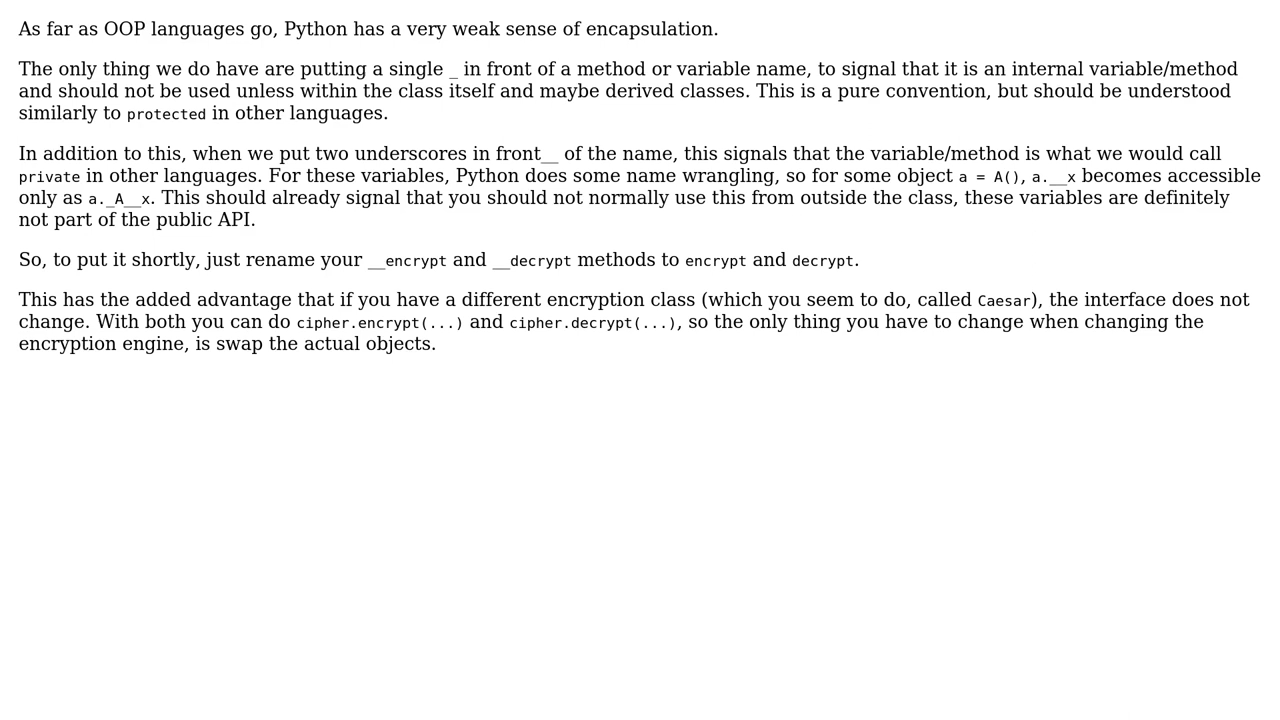 As far as OOP languages go, Python has a very weak sense of encapsulation.
The only thing we do have are putting a single _ in front of a method or variable name, to signal that it is an internal variable/method
and should not be used unless within the class itself and maybe derived classes. This is a pure convention, but should be understood
similarly to protected in other languages.
In addition to this, when we put two underscores in front__ of the name, this signals that the variable/method is what we would call
private in other languages. For these variables, Python does some name wrangling, so for some object a = A(), a.__x becomes accessible
only as a._A__x. This should already signal that you should not normally use this from outside the class, these variables are definitely
not part of the public API.
So, to put it shortly, just rename your __encrypt and __decrypt methods to encrypt and decrypt.
This has the added advantage that if you have a different encryption class (which you seem to do, called Caesar), the interface does not
change. With both you can do cipher.encrypt(...) and cipher.decrypt(...), so the only thing you have to change when changing the
encryption engine, is swap the actual objects.